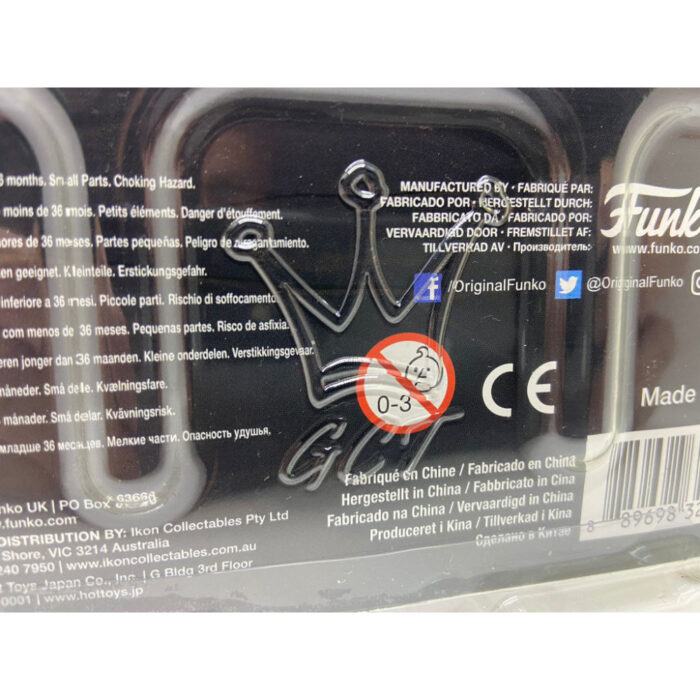 6 months. Small Parts. Choking Hazard.
moins de 36 mois. Petits éléments. Danger d'étouffement.
ores de 36 meses. Partes pequeñas. Peligro de
en geeignet. Kleinteile. Erstickungsgefahr.
inferiore a 36 mesi. Piccole parti. Rischio di soffocamento
com menos de 36 meses. Pequenas partes. Risco de asfixia.
eren jonger dan 36 maanden. Kleine onderdelen. Verstikkingsgevaar.
måneder. Små dele. Kvælningsfare.
månader. Små delar. Kvävningsrisk.
младше 36 месяцев. Мелкие части. Опасность удушья.
nko UK | PO Box
.funko.com
DISTRIBUTION BY: Ikon Collectables Pty Ltd
Shore, VIC 3214 Australia
240 7950 | www.ikoncollectables.com.au
t Toys Japan Co., Inc. | G Bldg 3rd Floor
0001 | www.hottoys.jp
MANUFACTURED BY • FABRIQUÉ PAR:
FABRICADO POR • HERGESTELLT DURCH:
FABBRICATO DA • FABRICADO POR:
VERVAARDIGD DOOR • FREMSTILLET AF:
TILLVERKAD AV • Производитель:
Funko
www.funko.co
f /OriginalFunko @OriginalFunko
0-3
CE
GCT
Made
Fabriqué en Chine / Fabricado en China
Hergestellt in China / Fabbricato in Cina
Fabricado na China / Vervaardigd in China
Produceret i Kina / Tillverkad i Kina
Сделано в Китае
8 89698 32